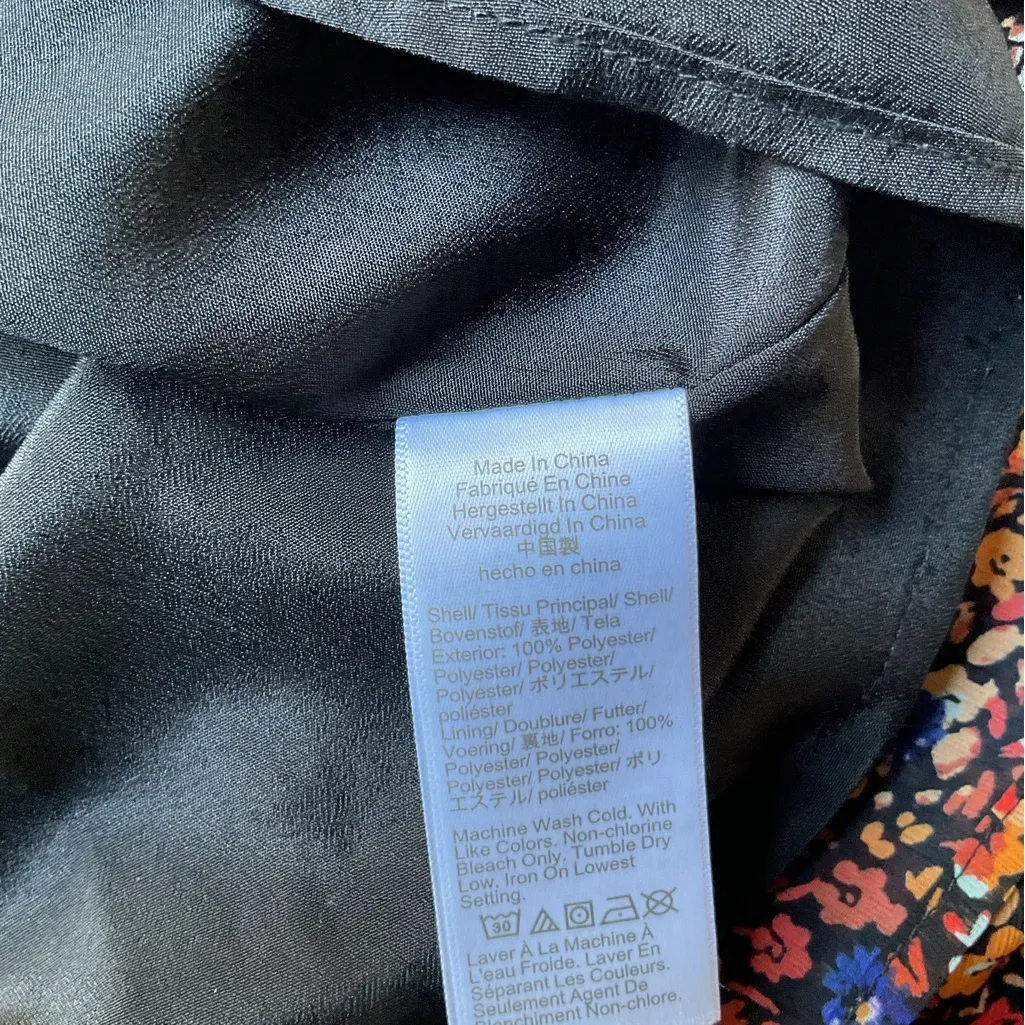 Made In China
Fabriqué En Chine
Hergestellt In China
Vervaardigd In China
中国製
hecho en china
Shell/ Tissu Principal/ Shell/
Bovenstof/ 表地/ Tela
Exterior: 100% Polyester/
Polyester/ Polyester/
Polyester/ ポリエステル/
poliéster
Lining/ Doublure/ Futter/
Voering/ 裏地/ Forro: 100%
Polyester/ Polyester/
Polyester/ Polyester/ ポリ
エステル/ poliéster
Machine Wash Cold. With
Like Colors. Non-chlorine
Bleach Only. Tumble Dry
Low. Iron On Lowest
Setting.
30
Laver À La Machine À
L'eau Froide. Laver En
Séparant Les Couleurs.
Seulement Agent De
Blanchiment Non-chlore.